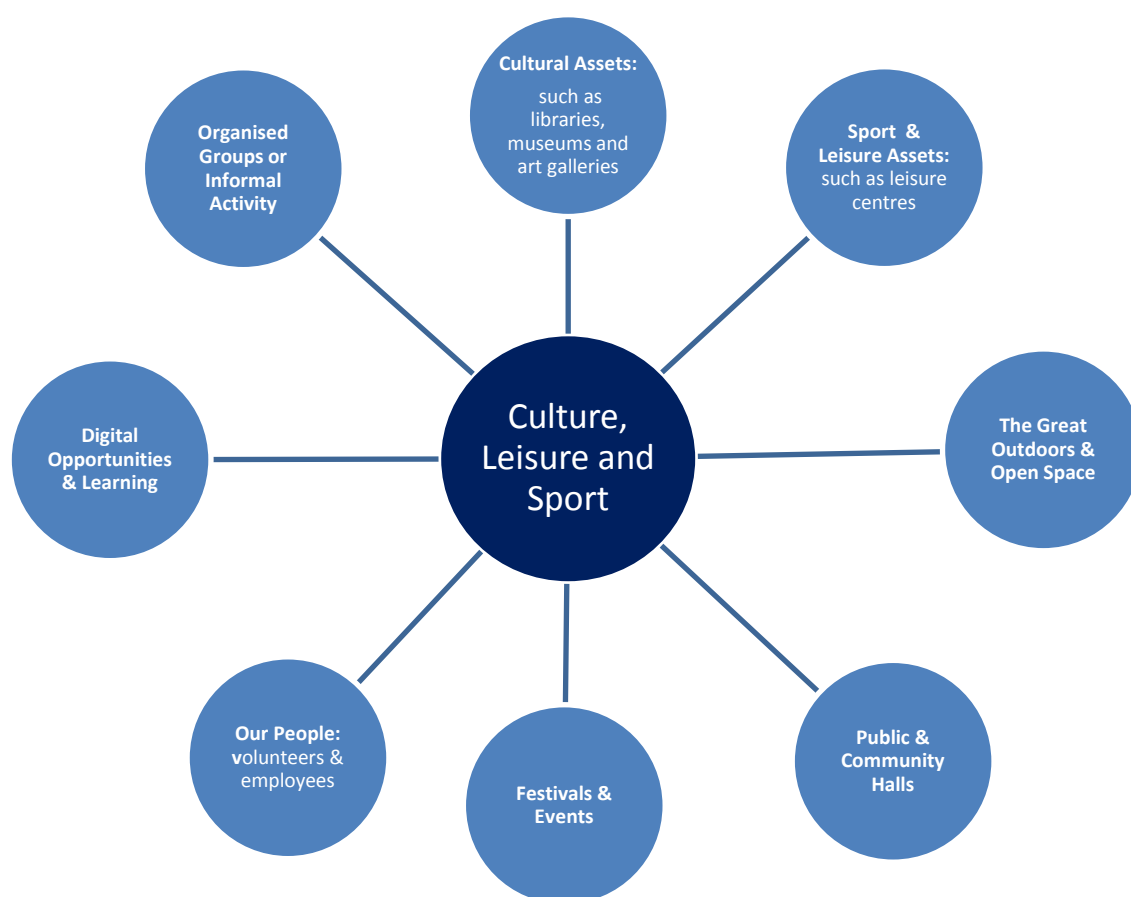 Cultural Assets:
such as
libraries,
museums and
art galleries
Sport &
Leisure Assets:
such as leisure
centres
The Great
Outdoors &
Open Space
Public &
Community
Halls
Festivals &
Events
Our People:
volunteers &
employees
Digital
Opportunities
& Learning
Organised
Groups or
Informal
Activity
Culture,
Leisure and
Sport